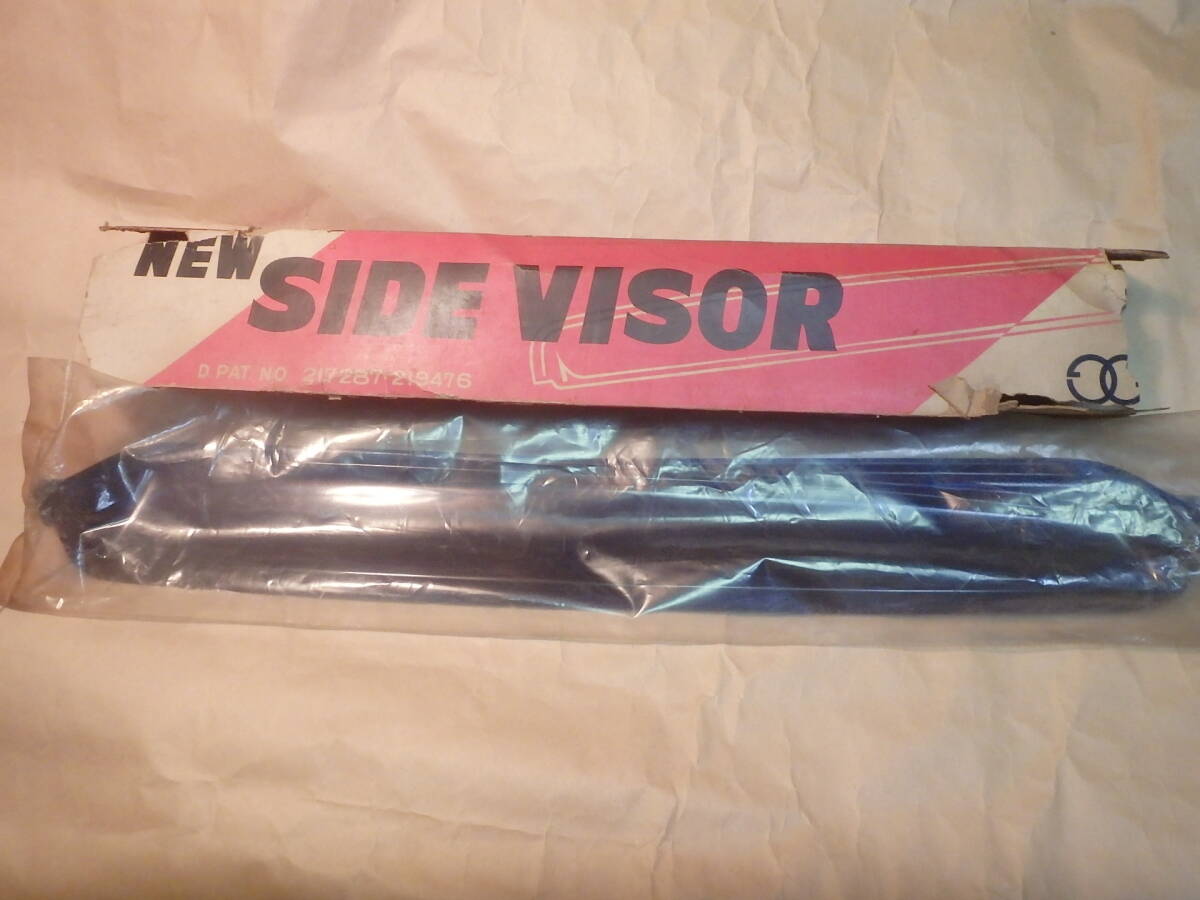 NEW
SIDE VISOR
D. PAT. NO. 217287·219476